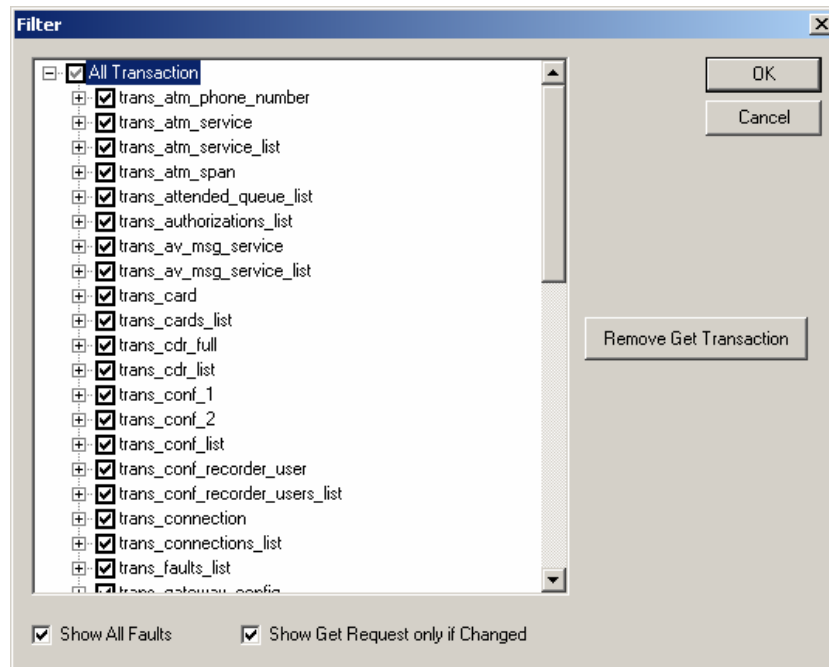 Filter
All Transaction
trans_atm_phone_number
trans_atm_service
trans_atm_service_list
trans_atm_span
trans_attended_queue_list
trans_authorizations_list
trans_av_msg_service
trans_av_msg_service_list
trans_card
trans_cards_list
trans_cdr_full
trans_cdr_list
trans_conf_1
trans_conf_2
trans_conf_list
trans_conf_recorder_user
trans_conf_recorder_users_list
trans_connection
trans_connections_list
trans_faults_list
trans_gateway_config
OK
Cancel
Remove Get Transaction
Show All Faults
Show Get Request only if Changed